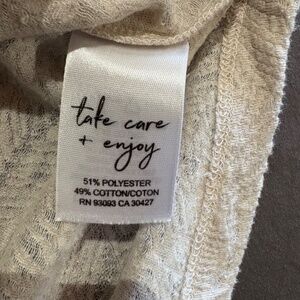 take care
+ enjoy
51% POLYESTER
49% COTTON/COTON
RN 93093 CA 30427